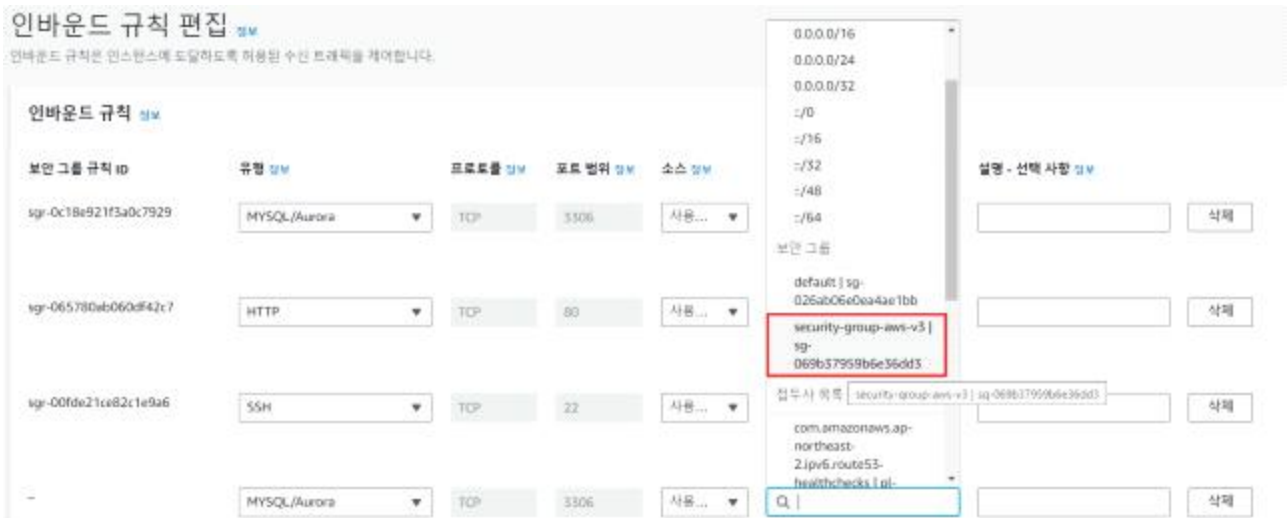 인바운드 규칙 편집 정보
인바운드 규칙은 인스턴스에 도달하도록 허용된 수신 트래픽을 제어합니다.
인바운드 규칙 정보
보안 그룹 규칙 ID 유형 정보 프로토콜 정보 포트 범위 정보 소스 정보 설명 - 선택 사항 정보
sgr-0c18e921f3a0c7929 MYSQL/Aurora TCP 3306 사용... 삭제
sgr-065780ab060df42c7 HTTP TCP 80 사용... 삭제
sgr-00fde21ce82c1e9a6 SSH TCP 22 사용... 삭제
– MYSQL/Aurora TCP 3306 사용... 삭제
0.0.0.0/16
0.0.0.0/24
0.0.0.0/32
::/0
::/16
::/32
::/48
::/64
보안 그룹
default | sg-
026ab06e0ea4ae1bb
security-group-aws-v3 |
sg-
069b37959b6e36dd3
접두사 목록
security-group-aws-v3 | sg-069b37959b6e36dd3
com.amazonaws.ap-
northeast-
2.ipv6.route53-
healthchecks | pl-